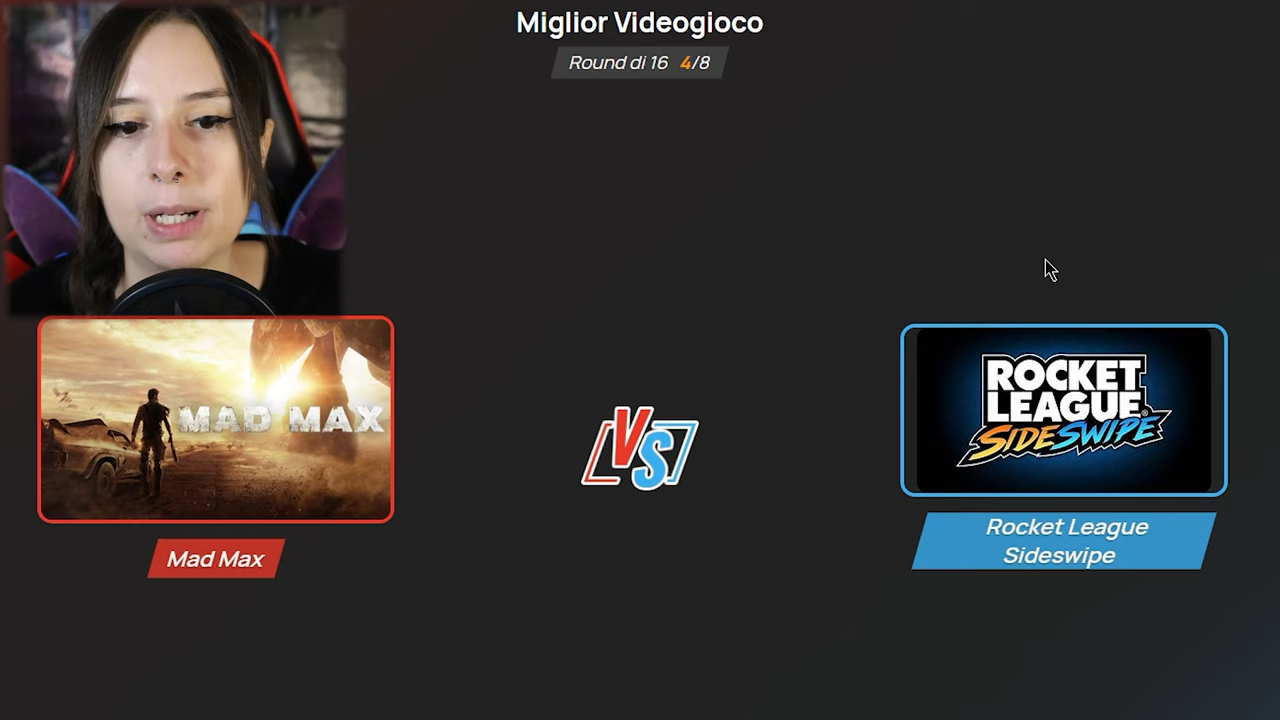 Miglior Videogioco
Round di 16 4/8
MAD MAX
VS
ROCKET
LEAGUE
SIDESWIPE
Mad Max
Rocket League
Sideswipe